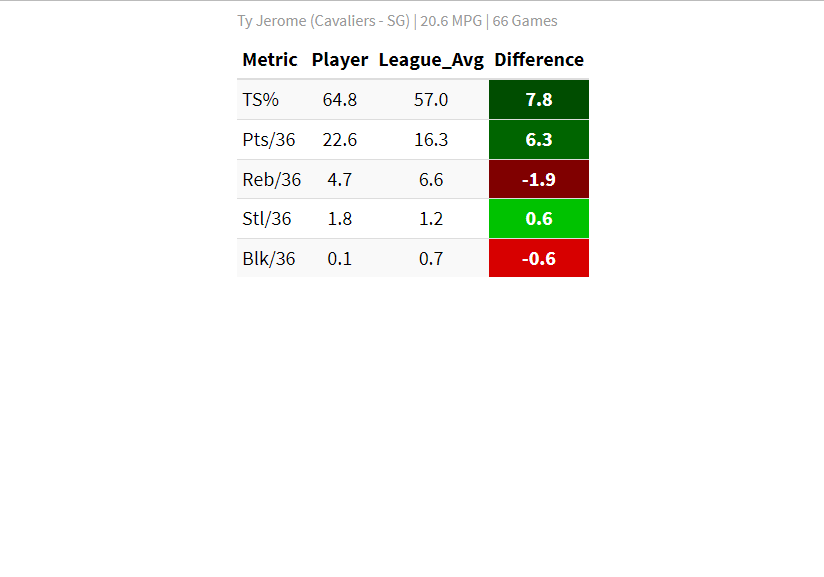 Ty Jerome (Cavaliers - SG) | 20.6 MPG | 66 Games
Metric Player League_Avg Difference
TS% 64.8 57.0 7.8
Pts/36 22.6 16.3 6.3
Reb/36 4.7 6.6 -1.9
Stl/36 1.8 1.2 0.6
Blk/36 0.1 0.7 -0.6